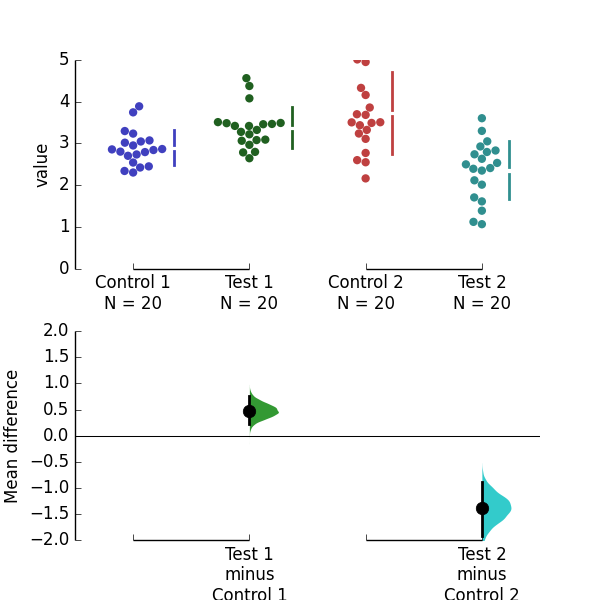 5
4
3
2
1
0
value
Control 1 Test 1 Control 2 Test 2
N = 20 N = 20 N = 20 N = 20
2.0
1.5
1.0
0.5
0.0
−0.5
−1.0
−1.5
−2.0
Mean difference
Test 1 Test 2
minus minus
Control 1 Control 2